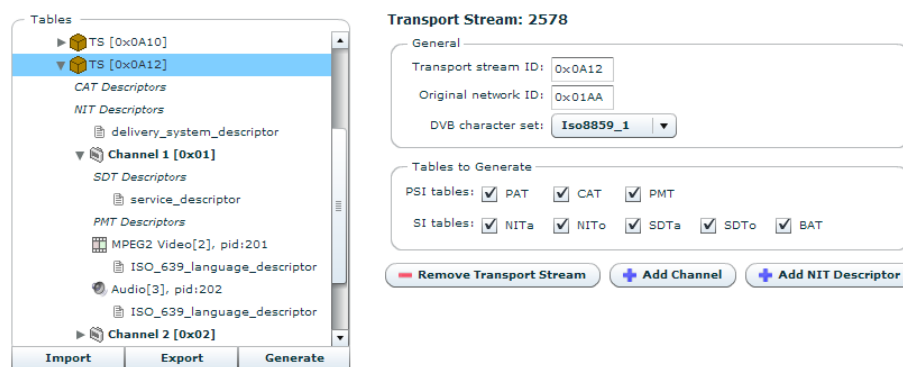 Tables
TS [0x0A10]
TS [0x0A12]
CAT Descriptors
NIT Descriptors
delivery_system_descriptor
Channel 1 [0x01]
SDT Descriptors
service_descriptor
PMT Descriptors
MPEG2 Video[2], pid:201
ISO_639_language_descriptor
Audio[3], pid:202
ISO_639_language_descriptor
Channel 2 [0x02]
Import Export Generate
Transport Stream: 2578
General
Transport stream ID: 0x0A12
Original network ID: 0x01AA
DVB character set: Iso8859_1
Tables to Generate
PSI tables: PAT CAT PMT
SI tables: NITa NITo SDTa SDTo BAT
Remove Transport Stream Add Channel Add NIT Descriptor